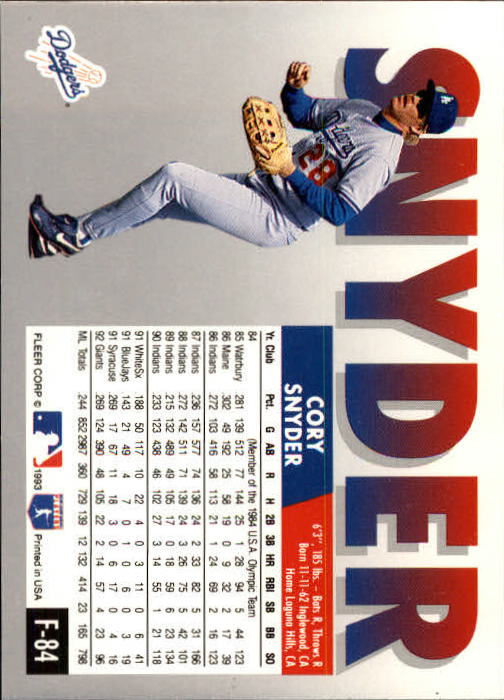 SNYDER
Dodgers
Dodgers
28
LA
CORY
SNYDER
6'3", 185 lbs. – Bats R, Throws R
Born 11-11-62 Inglewood, CA
Home Laguna Hills, CA
Yr. Club Pct. G AB R H 2B 3B HR RBI SB BB SO
84 (Member of the 1984 U.S.A. Olympic Team
85 Waterbury 281 139 512 77 144 25 1 28 94 5 44 123
86 Maine 302 49 192 25 58 19 0 9 32 17 39
86 Indians 272 103 416 58 113 21 1 24 69 2 16 123
87 Indians 236 157 577 74 136 24 2 33 82 5 31 166
88 Indians 272 142 511 71 139 24 3 26 75 5 42 101
89 Indians 215 132 489 49 105 17 0 18 59 6 23 134
90 Indians 233 123 438 46 102 27 3 14 55 1 21 118
91 WhiteSx 188 50 117 10 22 4 0 3 11 0 6 41
91 BlueJays 143 21 49 4 7 0 1 6 0 19
91 Syracuse 269 17 67 11 18 3 0 6 17 0 4 16
92 Giants 269 124 390 48 105 22 2 14 57 4 23 96
ML Totals 244 852 2987 360 729 139 12 132 414 23 165 798
FLEER CORP © 1993 Printed in USA
F-84